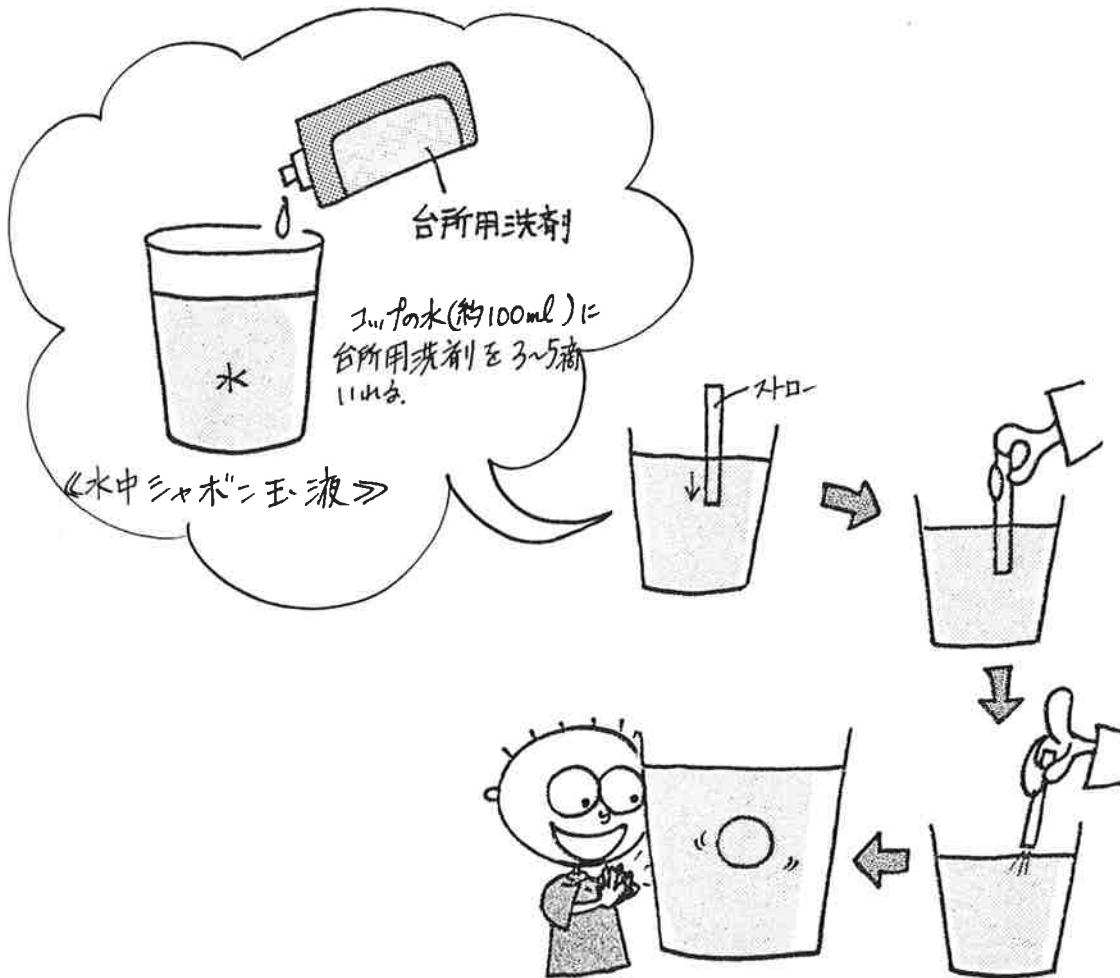 台所用洗剤
コップの水(約100ml)に
台所用洗剤を3~5滴
いれる.
水
≪水中シャボン玉液≫
ストロー